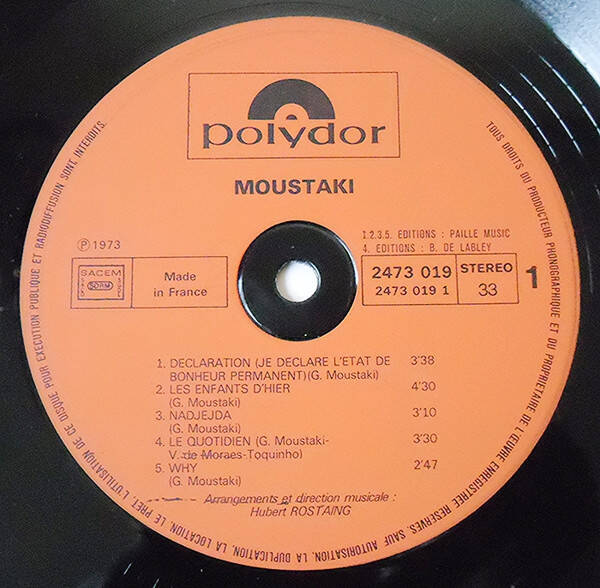 polydor
MOUSTAKI
℗ 1973
SACEM
SDRM
Made
in France
1.2.3.5. EDITIONS : PAILLE MUSIC
4. EDITIONS : B. DE LABLEY
2473 019
2473 019 1
STEREO
33
1
1. DECLARATION (JE DECLARE L'ETAT DE
BONHEUR PERMANENT)(G. Moustaki) 3'38
2. LES ENFANTS D'HIER 4'30
(G. Moustaki)
3. NADJEJDA 3'10
(G. Moustaki)
4. LE QUOTIDIEN (G. Moustaki- 3'30
V. de Moraes-Toquinho)
5. WHY 2'47
(G. Moustaki)
Arrangements et direction musicale :
Hubert ROSTAING
TOUS DROITS DU PRODUCTEUR PHONOGRAPHIQUE ET DU PROPRIETAIRE DE L'ŒUVRE ENREGISTREE RESERVES. SAUF AUTORISATION, LA DUPLICATION, LA LOCATION, LE PRET, L'UTILISATION DE CE DISQUE POUR EXECUTION PUBLIQUE ET RADIODIFFUSION SONT INTERDITS.